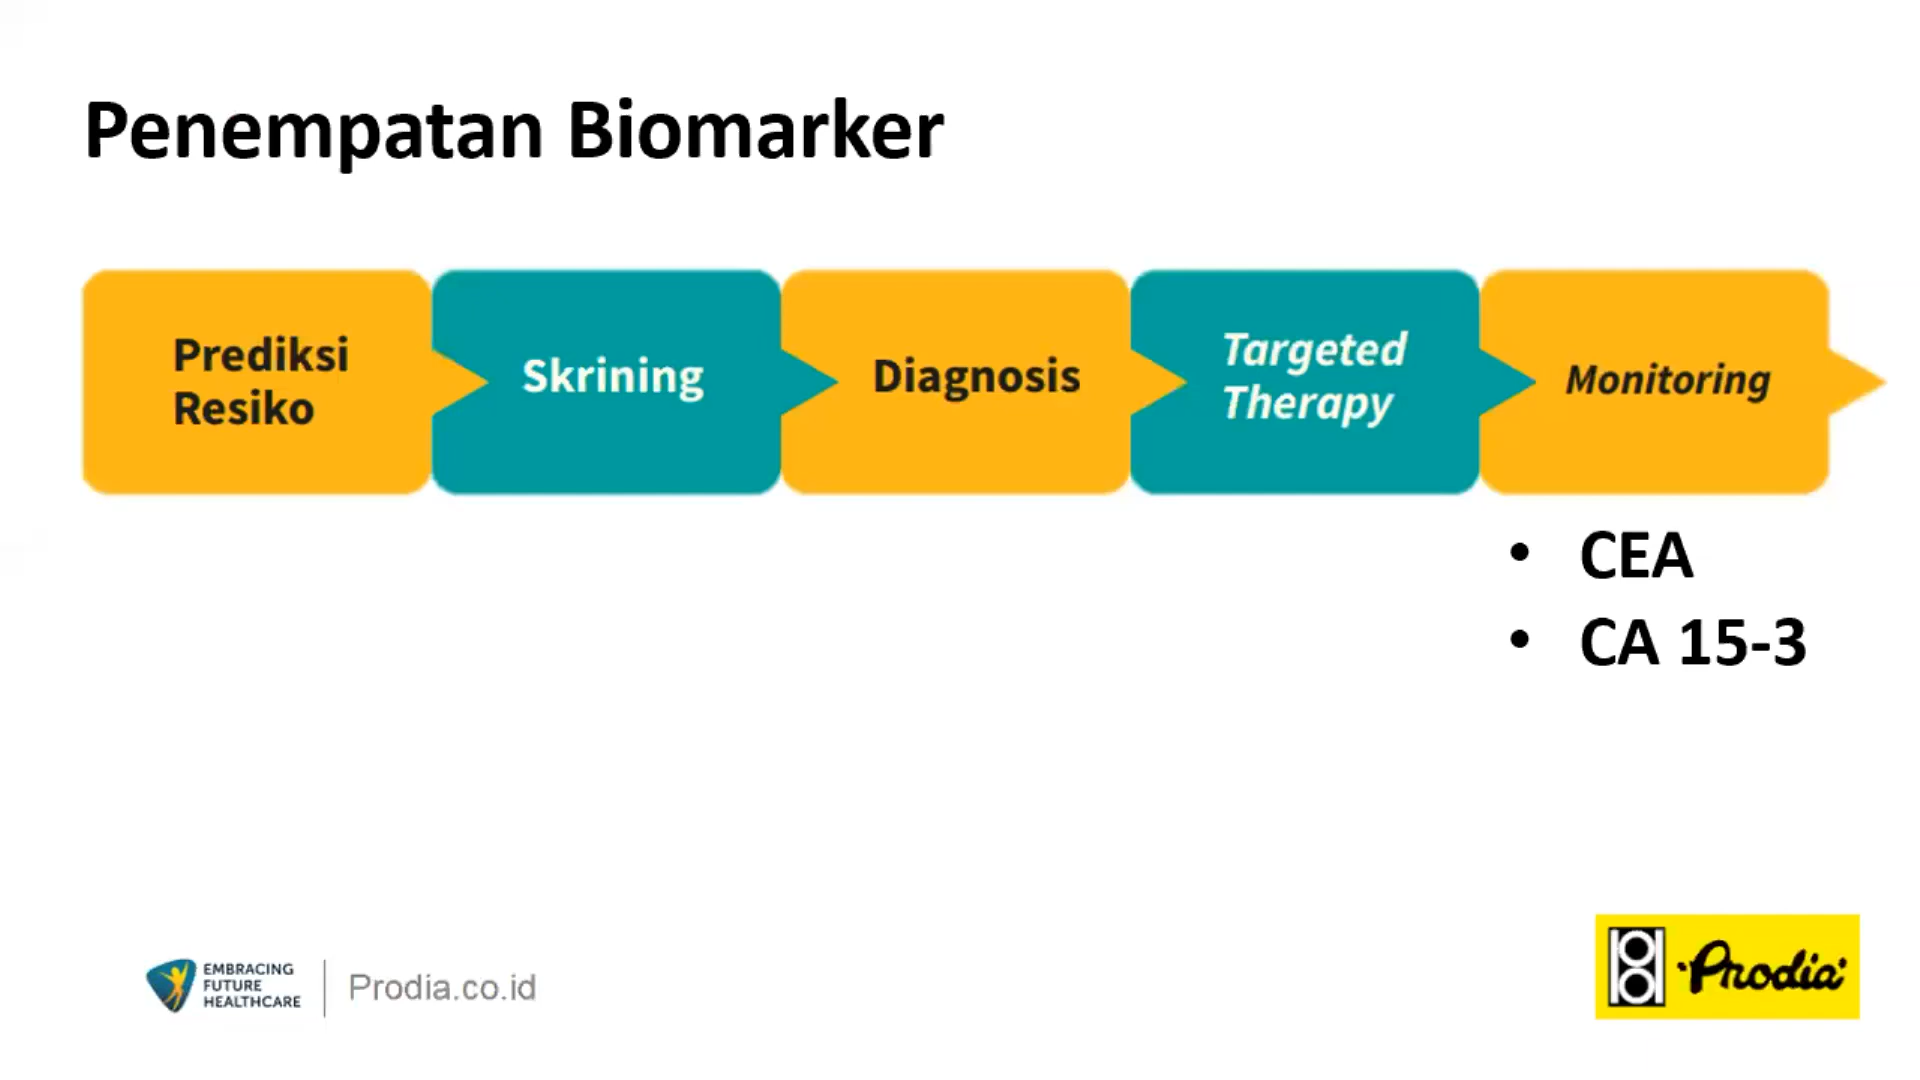 Penempatan Biomarker
Prediksi
Resiko
Skrining
Diagnosis
Targeted
Therapy
Monitoring
• CEA
• CA 15-3
EMBRACING
FUTURE
HEALTHCARE
Prodia.co.id
Prodia